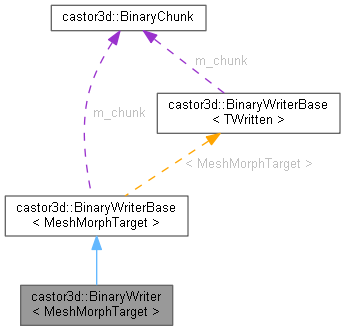 castor3d::BinaryChunk
m_chunk
castor3d::BinaryWriterBase
< TWritten >
m_chunk
< MeshMorphTarget >
castor3d::BinaryWriterBase
< MeshMorphTarget >
castor3d::BinaryWriter
< MeshMorphTarget >